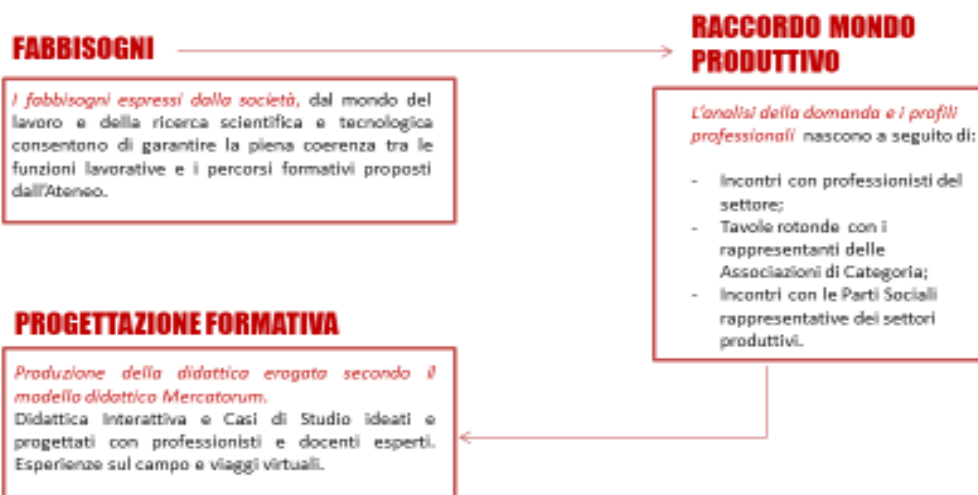 FABBISOGNI
I fabbisogni espressi dalla società, dal mondo del
lavoro e della ricerca scientifica e tecnologica
consentono di garantire la piena coerenza tra le
funzioni lavorative e i percorsi formativi proposti
dall'Ateneo.
RACCORDO MONDO
PRODUTTIVO
L'analisi della domanda e i profili
professionali nascono a seguito di:
- Incontri con professionisti del
settore;
- Tavole rotonde con i
rappresentanti delle
Associazioni di Categoria;
- Incontri con le Parti Sociali
rappresentative dei settori
produttivi.
PROGETTAZIONE FORMATIVA
Produzione della didattica erogata secondo il
modello didattico Mercatorum.
Didattica Interattiva e Casi di Studio ideati e
progettati con professionisti e docenti esperti.
Esperienze sul campo e viaggi virtuali.